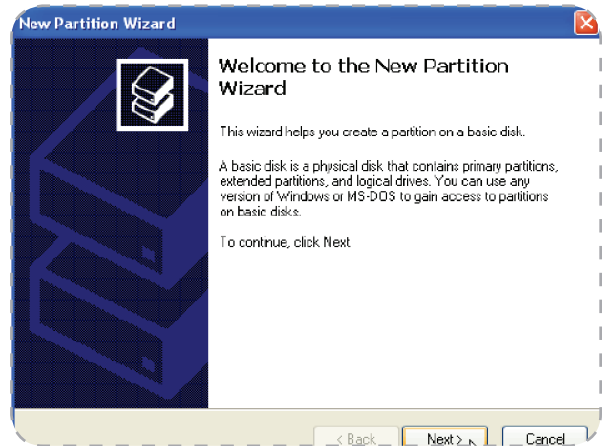 New Partition Wizard
Welcome to the New Partition
Wizard
This wizard helps you create a partition on a basic disk.
A basic disk is a physical disk that contains primary partitions,
extended partitions, and logical drives. You can use any
version of Windows or MS-DOS to gain access to partitions
on basic disks.
To continue, click Next
< Back
Next >
Cancel